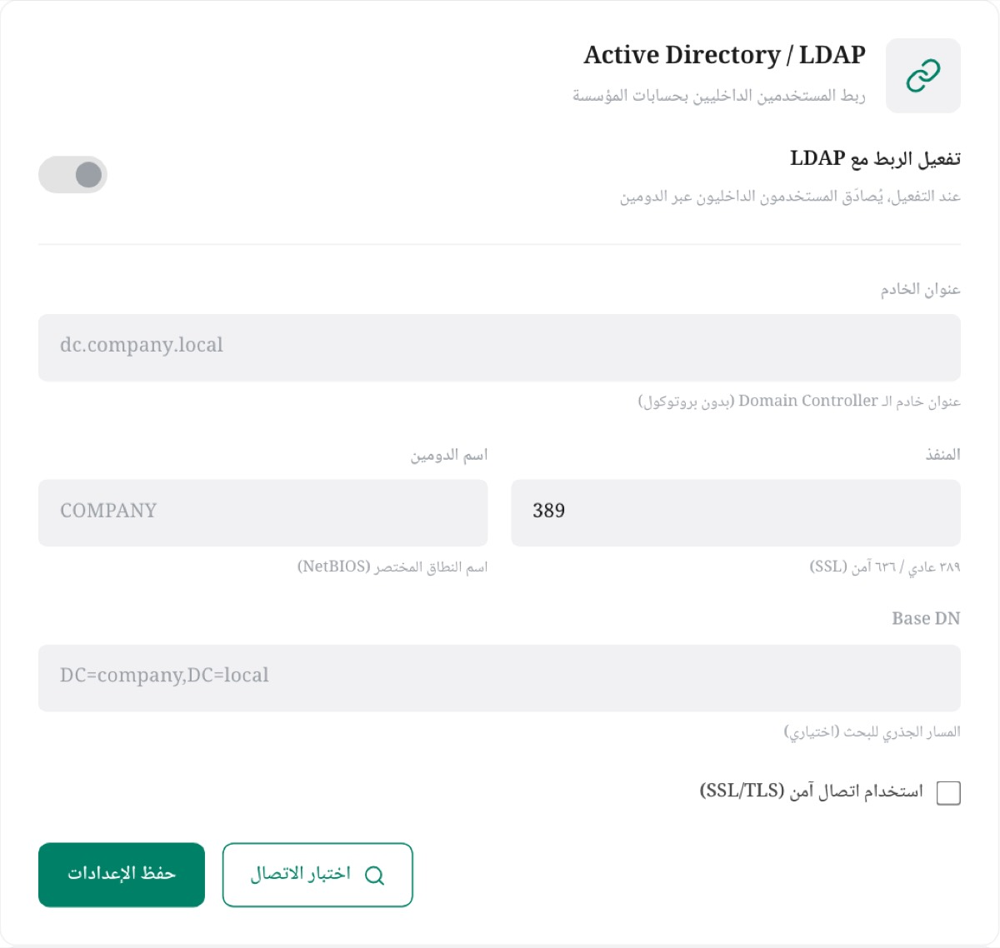 Active Directory / LDAP
ربط المستخدمين الداخليين بحسابات المؤسسة
تفعيل الربط مع LDAP
عند التفعيل، يُصادَق المستخدمون الداخليون عبر الدومين
عنوان الخادم
dc.company.local
عنوان خادم الـ Domain Controller (بدون بروتوكول)
المنفذ
389
٣٨٩ عادي / ٦٣٦ آمن (SSL)
اسم الدومين
COMPANY
اسم النطاق المختصر (NetBIOS)
Base DN
DC=company,DC=local
المسار الجذري للبحث (اختياري)
استخدام اتصال آمن (SSL/TLS)
اختبار الاتصال
حفظ الإعدادات